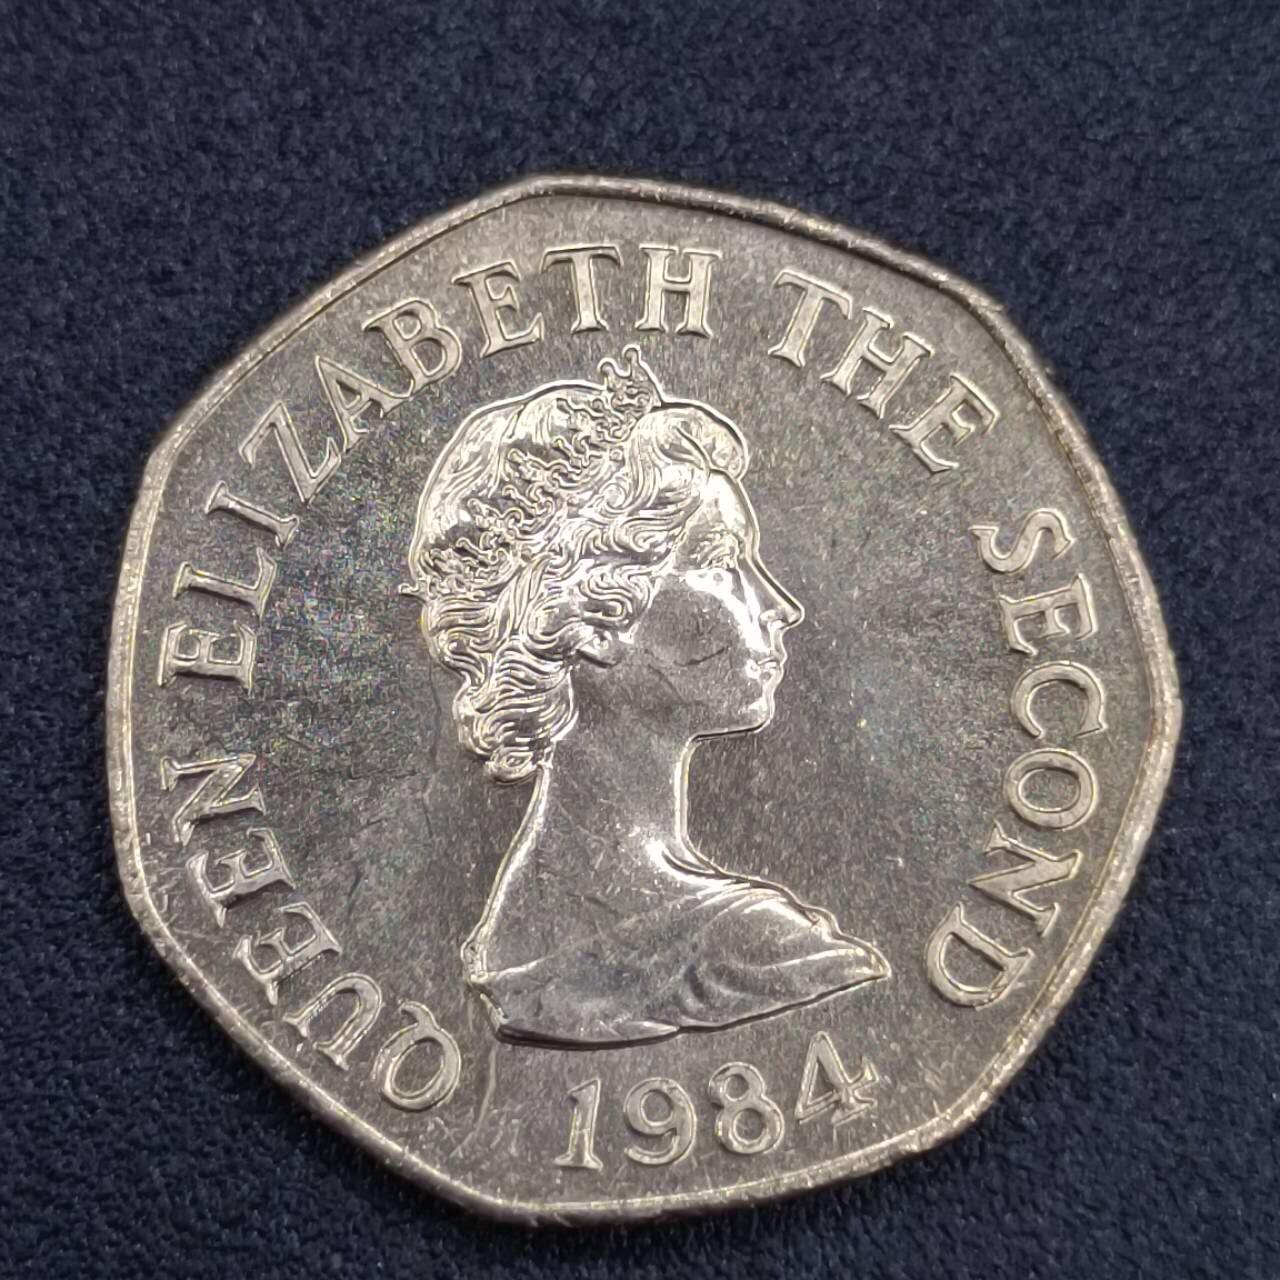 QUEEN ELIZABETH THE SECOND
1984